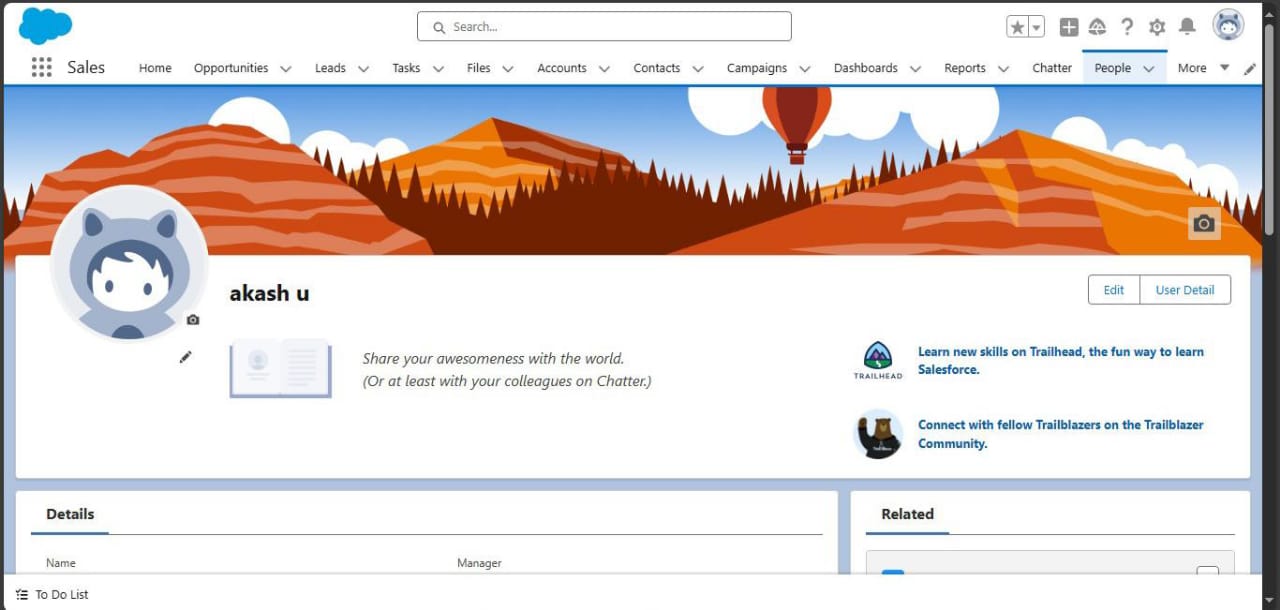 Search...
Sales
Home
Opportunities
Leads
Tasks
Files
Accounts
Contacts
Campaigns
Dashboards
Reports
Chatter
People
More
akash u
Edit
User Detail
Share your awesomeness with the world.
(Or at least with your colleagues on Chatter.)
TRAILHEAD
Learn new skills on Trailhead, the fun way to learn
Salesforce.
Connect with fellow Trailblazers on the Trailblazer
Community.
Details
Name
Manager
Related
To Do List